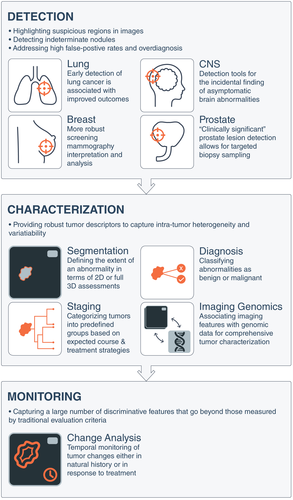 DETECTION
• Highlighting suspicious regions in images
• Detecting indeterminate nodules
• Addressing high false-postive rates and overdiagnosis
Lung
Early detection of
lung cancer is
associated with
improved outcomes
CNS
Detection tools for
the incidental finding
of asymptomatic
brain abnormalities
Breast
More robust
screening
mammography
interpretation and
analysis
Prostate
“Clinically significant”
prostate lesion detection
allows for targeted
biopsy sampling
CHARACTERIZATION
• Providing robust tumor descriptors to capture intra-tumor heterogeneity and
variatiability
Segmentation
Defining the extent of
an abnormality in
terms of 2D or full
3D assessments
Diagnosis
Classifying
abnormalities as
benign or malignant
Staging
Categorizing tumors
into predefined
groups based on
expected course &
treatment strategies
Imaging Genomics
Associating imaging
features with genomic
data for comprehensive
tumor characterization
MONITORING
• Capturing a large number of discriminative features that go beyond those measured
by traditional evaluation criteria
Change Analysis
Temporal monitoring of
tumor changes either in
natural history or in
response to treatment